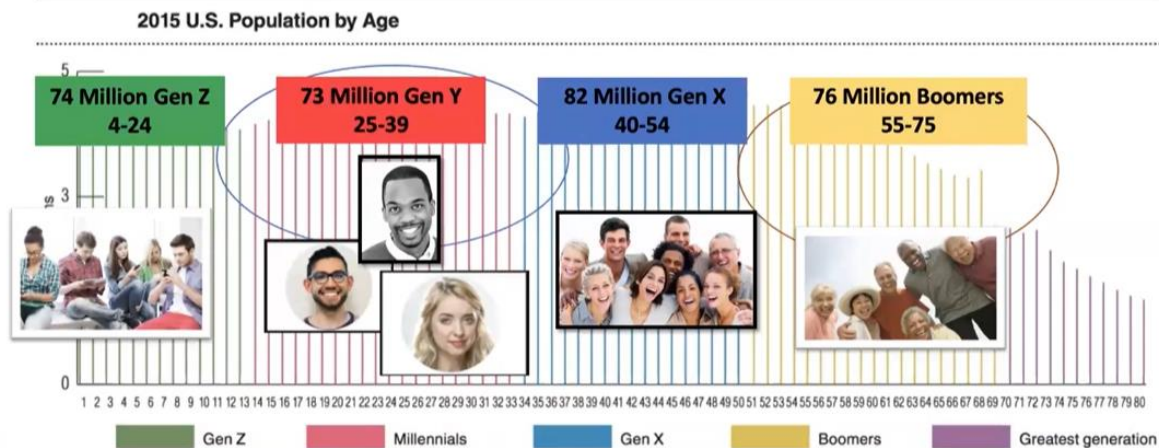 2015 U.S. Population by Age
5
74 Million Gen Z
4-24
73 Million Gen Y
25-39
82 Million Gen X
40-54
76 Million Boomers
55-75
3
0
1 2 3 4 5 6 7 8 9 10 11 12 13 14 15 16 17 18 19 20 21 22 23 24 25 26 27 28 29 30 31 32 33 34 35 36 37 38 39 40 41 42 43 44 45 46 47 48 49 50 51 52 53 54 55 56 57 58 59 60 61 62 63 64 65 66 67 68 69 70 71 72 73 74 75 76 77 78 79 80
Gen Z
Millennials
Gen X
Boomers
Greatest generation